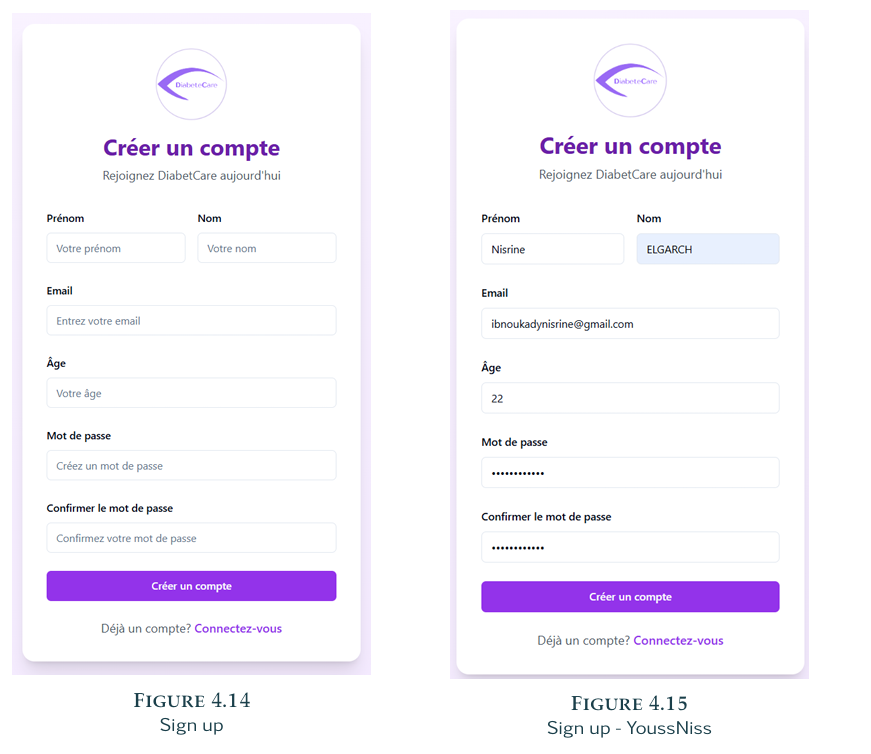 DiabeteCare
Créer un compte
Rejoignez DiabetCare aujourd'hui
Prénom Nom
Votre prénom Votre nom
Email
Entrez votre email
Âge
Votre âge
Mot de passe
Créez un mot de passe
Confirmer le mot de passe
Confirmez votre mot de passe
Créer un compte
Déjà un compte? Connectez-vous
FIGURE 4.14
Sign up
DiabeteCare
Créer un compte
Rejoignez DiabetCare aujourd'hui
Prénom Nom
Nisrine ELGARCH
Email
ibnoukadynisrine@gmail.com
Âge
22
Mot de passe
••••••••••••
Confirmer le mot de passe
••••••••••••
Créer un compte
Déjà un compte? Connectez-vous
FIGURE 4.15
Sign up - YoussNiss